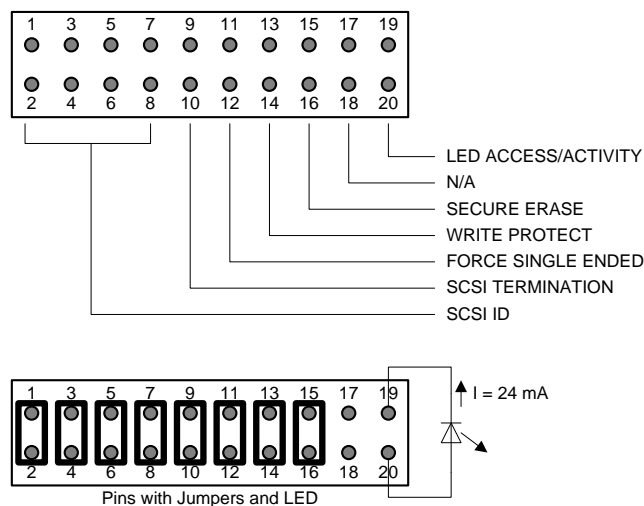 1 3 5 7 9 11 13 15 17 19
2 4 6 8 10 12 14 16 18 20
LED ACCESS/ACTIVITY
N/A
SECURE ERASE
WRITE PROTECT
FORCE SINGLE ENDED
SCSI TERMINATION
SCSI ID
1 3 5 7 9 11 13 15 17 19
I = 24 mA
2 4 6 8 10 12 14 16 18 20
Pins with Jumpers and LED